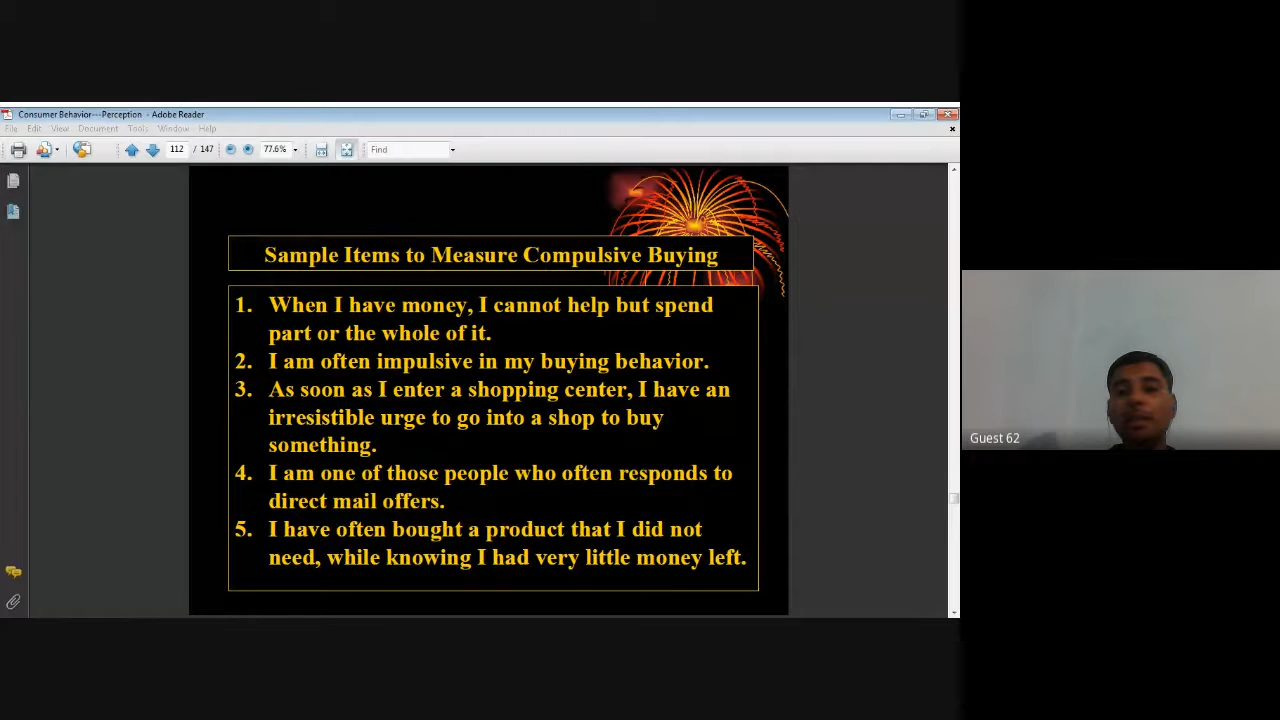 Consumer Behavior---Perception - Adobe Reader
File Edit View Document Tools Window Help
112 / 147 77.6% Find
Sample Items to Measure Compulsive Buying
1. When I have money, I cannot help but spend
part or the whole of it.
2. I am often impulsive in my buying behavior.
3. As soon as I enter a shopping center, I have an
irresistible urge to go into a shop to buy
something.
4. I am one of those people who often responds to
direct mail offers.
5. I have often bought a product that I did not
need, while knowing I had very little money left.
Guest 62